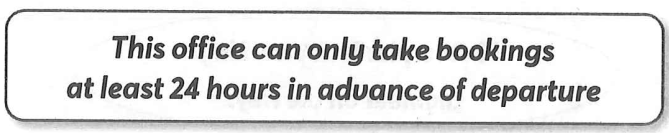 This office can only take bookings
at least 24 hours in advance of departure